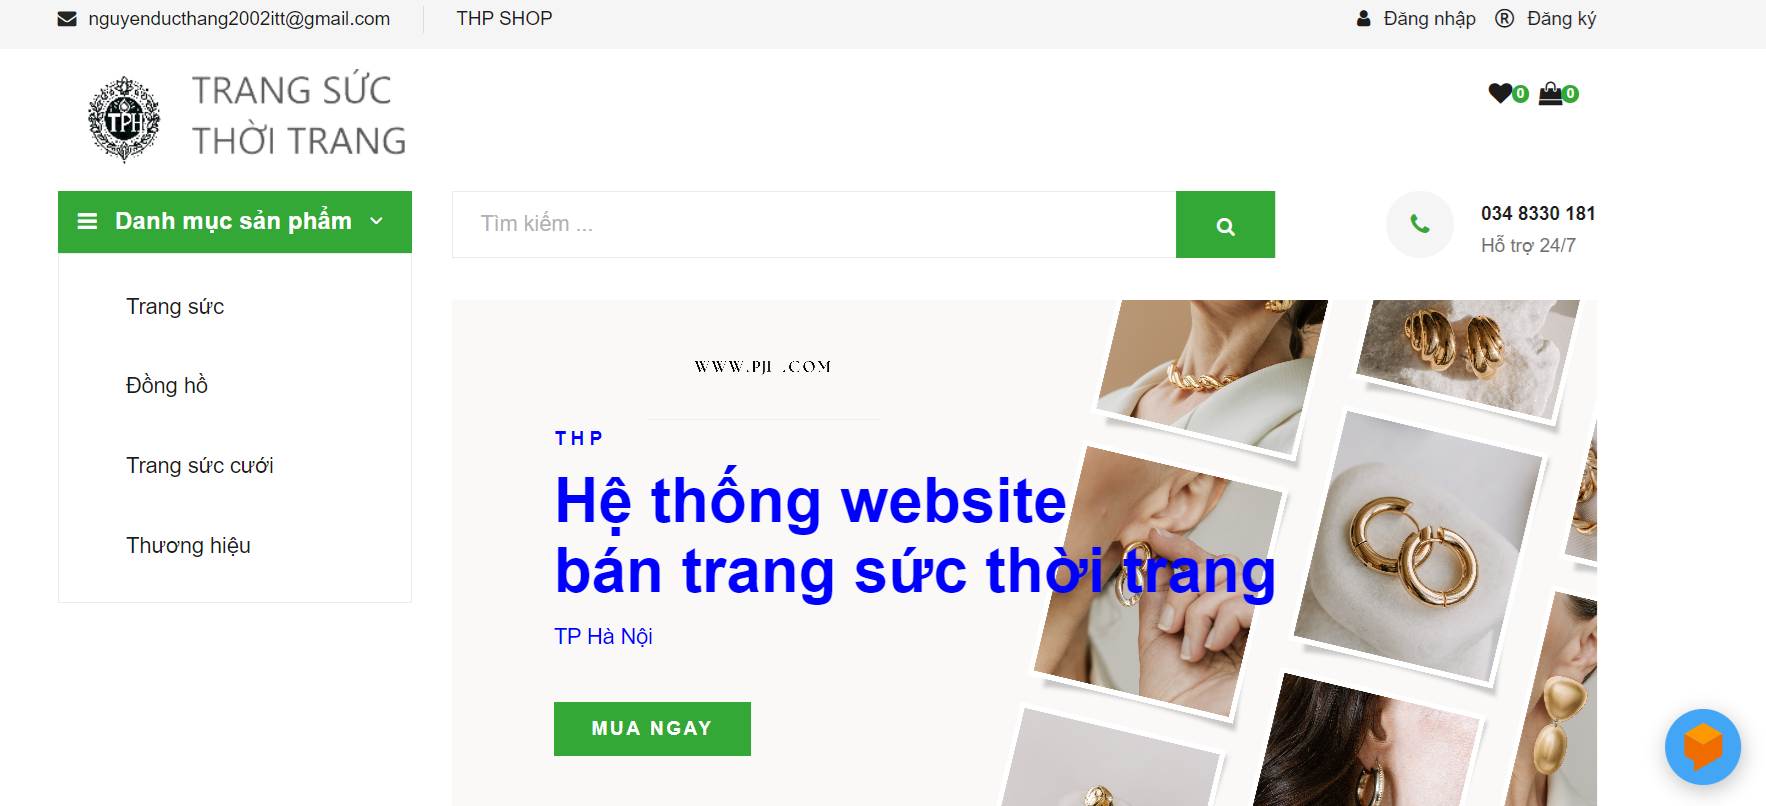 nguyenducthang2002itt@gmail.com
THP SHOP
Đăng nhập
® Đăng ký
TPH
TRANG SỨC
THỜI TRANG
0
0
Danh mục sản phẩm
Tìm kiếm ...
034 8330 181
Hỗ trợ 24/7
Trang sức
Đồng hồ
Trang sức cưới
Thương hiệu
THP
Hệ thống website
bán trang sức thời trang
TP Hà Nội
MUA NGAY